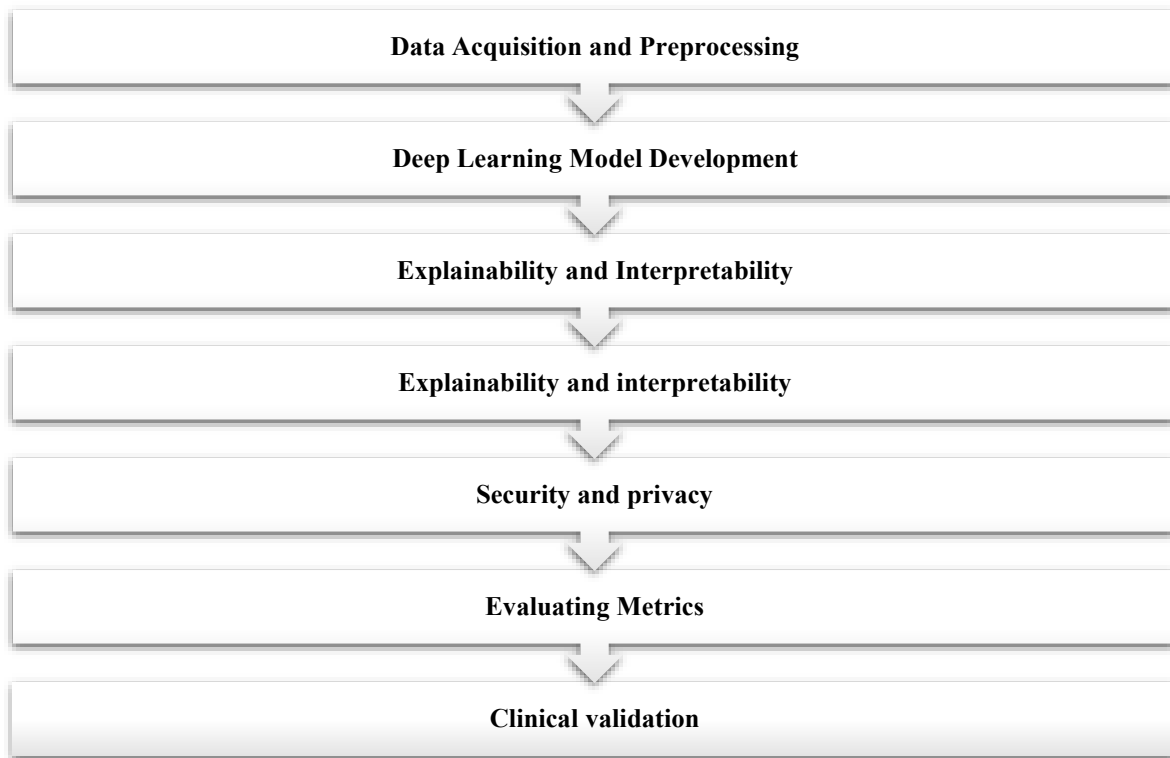 Data Acquisition and Preprocessing
Deep Learning Model Development
Explainability and Interpretability
Explainability and interpretability
Security and privacy
Evaluating Metrics
Clinical validation